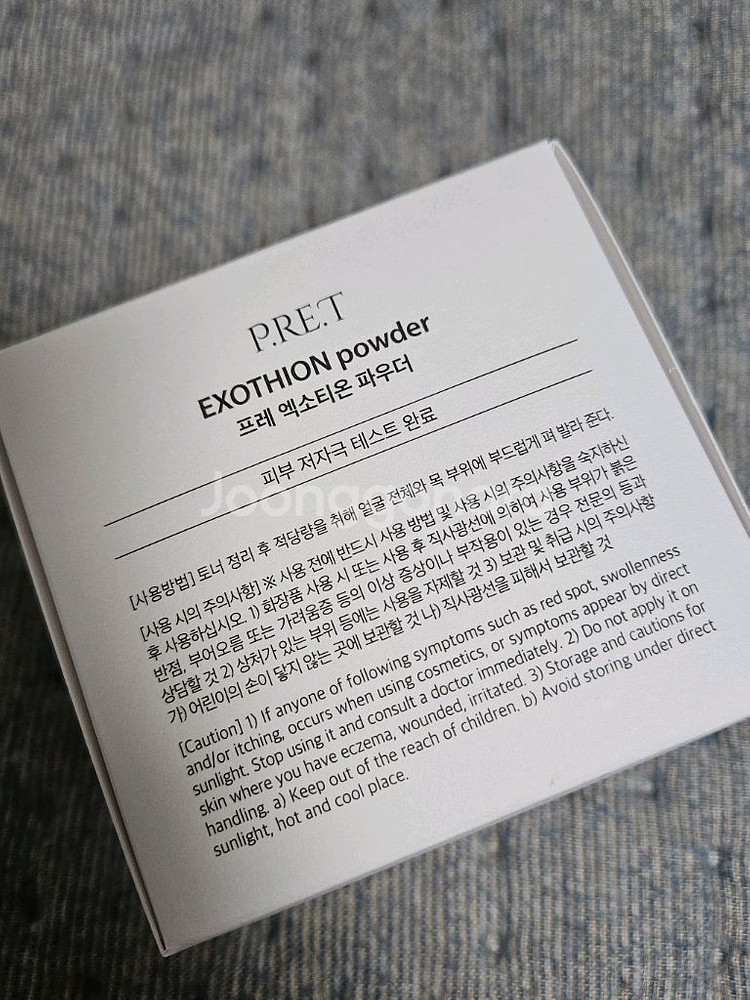 P.RE.T
EXOTHION powder
프레 엑소티온 파우더
피부 저자극 테스트 완료
[사용방법] 토너 정리 후 적당량을 취해 얼굴 전체와 목 부위에 부드럽게 펴 발라 준다.
[사용 시의 주의사항] ※ 사용 전에 반드시 사용 방법 및 사용 시의 주의사항을 숙지하신
후 사용하십시오. 1) 화장품 사용 시 또는 사용 후 직사광선에 의하여 사용 부위가 붉은
반점, 부어오름 또는 가려움증 등의 이상 증상이나 부작용이 있는 경우 전문의 등과
상담할 것 2) 상처가 있는 부위 등에는 사용을 자제할 것 3) 보관 및 취급 시의 주의사항
가) 어린이의 손이 닿지 않는 곳에 보관할 것 나) 직사광선을 피해서 보관할 것
[Caution] 1) If anyone of following symptoms such as red spot, swollenness
and/or itching, occurs when using cosmetics, or symptoms appear by direct
sunlight. Stop using it and consult a doctor immediately. 2) Do not apply it on
skin where you have eczema, wounded, irritated. 3) Storage and cautions for
handling. a) Keep out of the reach of children. b) Avoid storing under direct
sunlight, hot and cool place.